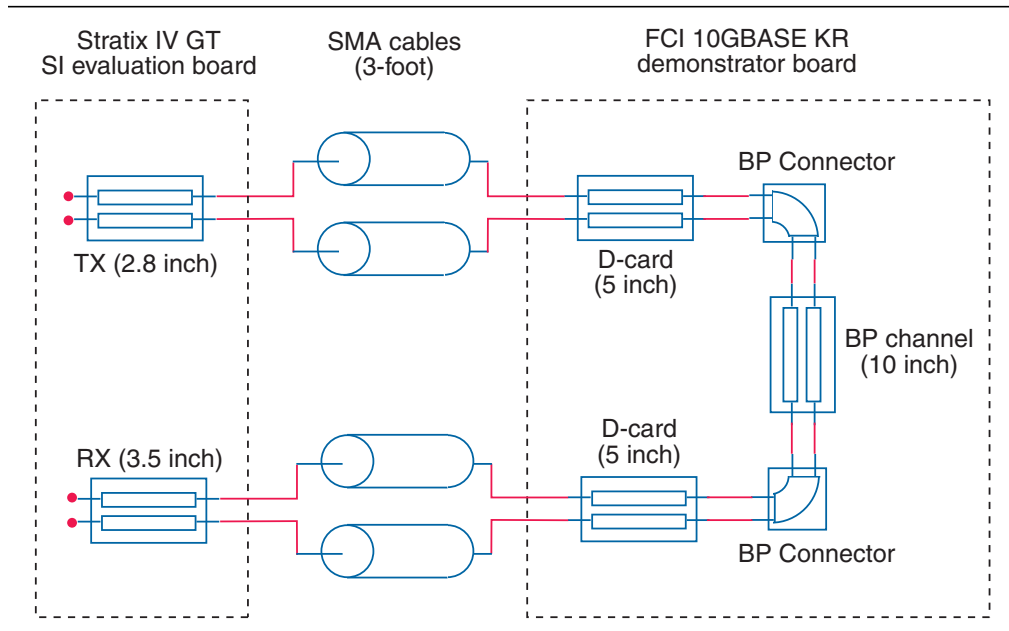 Stratix IV GT
SI evaluation board
SMA cables
(3-foot)
FCI 10GBASE KR
demonstrator board
BP Connector
TX (2.8 inch)
D-card
(5 inch)
BP channel
(10 inch)
RX (3.5 inch)
D-card
(5 inch)
BP Connector